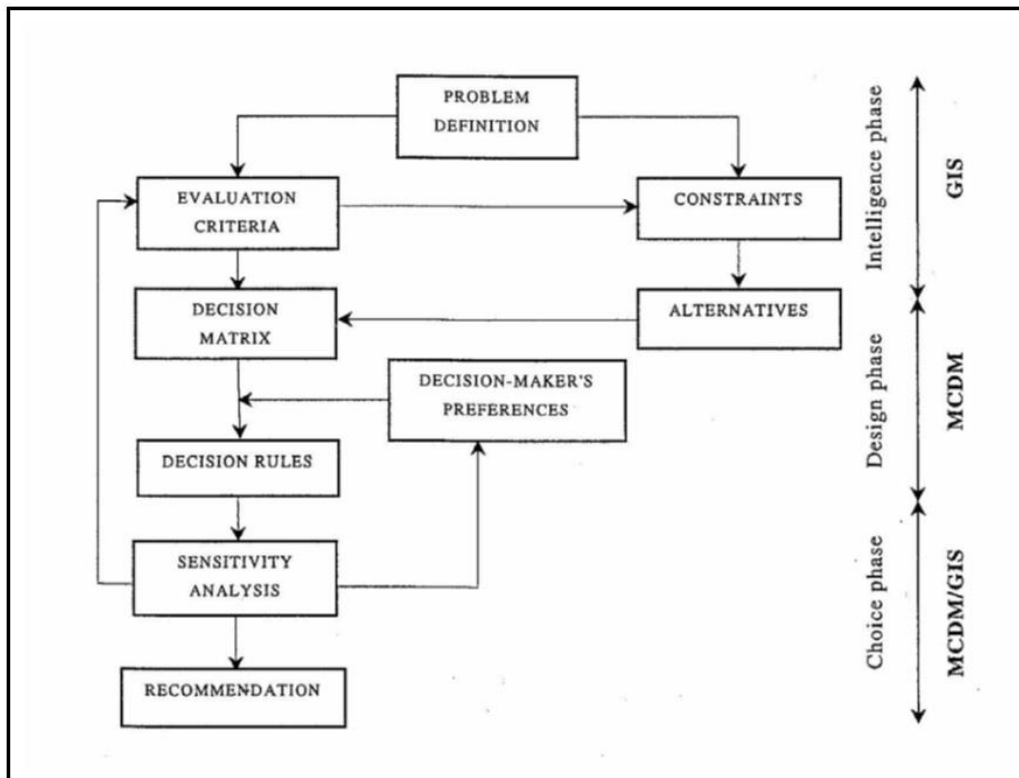 PROBLEM
DEFINITION
EVALUATION
CRITERIA
CONSTRAINTS
DECISION
MATRIX
ALTERNATIVES
DECISION-MAKER'S
PREFERENCES
DECISION RULES
SENSITIVITY
ANALYSIS
RECOMMENDATION
Intelligence phase
GIS
Design phase
MCDM
Choice phase
MCDM/GIS